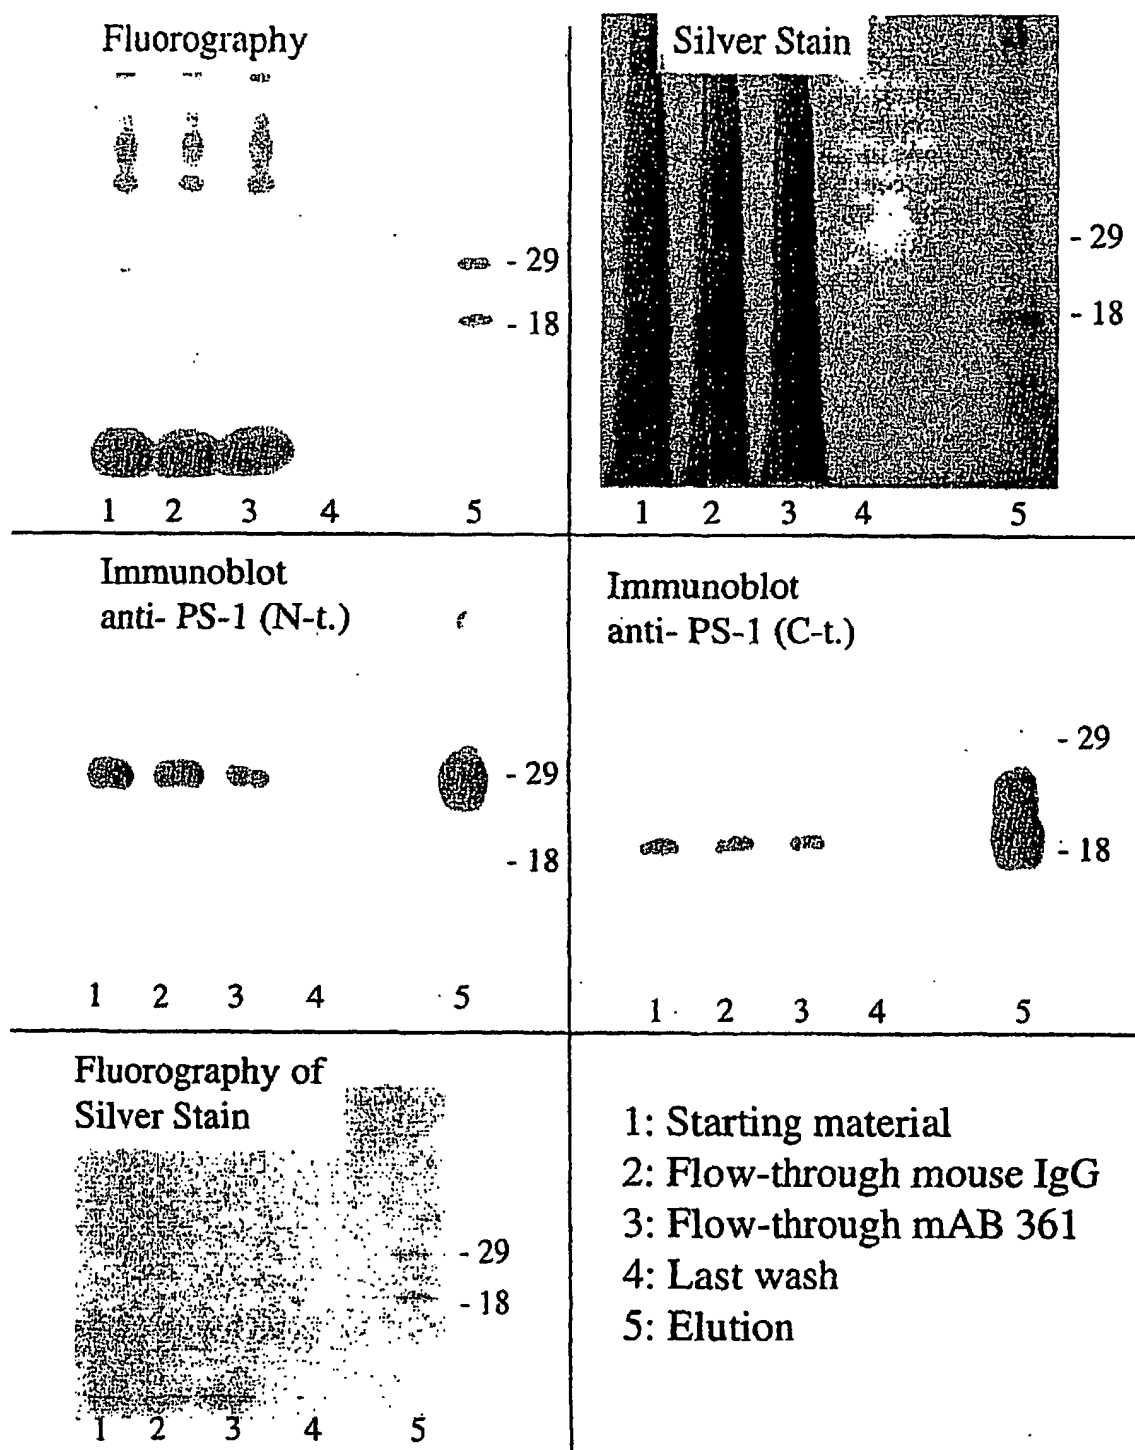 Fluorography
- 29
- 18
1 2 3 4 5
Silver Stain
- 29
- 18
1 2 3 4 5
Immunoblot
anti- PS-1 (N-t.)
- 29
- 18
1 2 3 4 5
Immunoblot
anti- PS-1 (C-t.)
- 29
- 18
1 2 3 4 5
Fluorography of
Silver Stain
- 29
- 18
1 2 3 4 5
1: Starting material
2: Flow-through mouse IgG
3: Flow-through mAB 361
4: Last wash
5: Elution